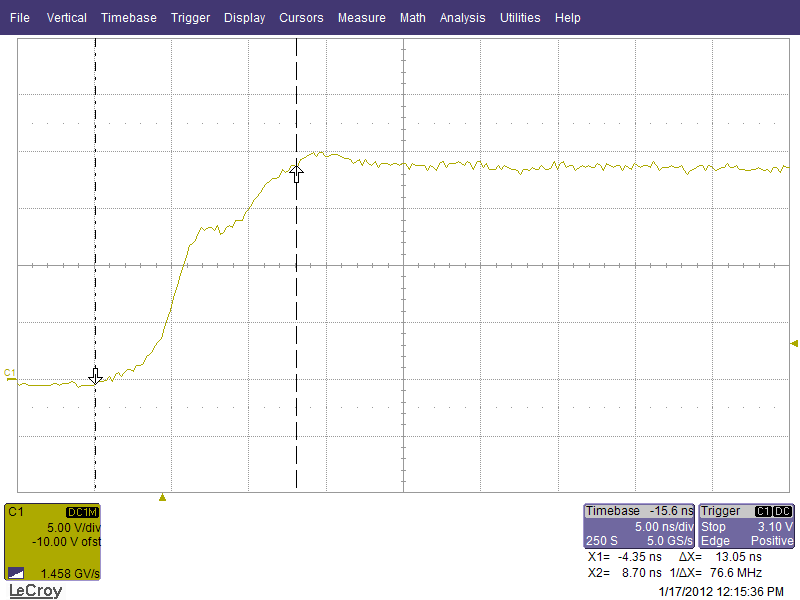 File Vertical Timebase Trigger Display Cursors Measure Math Analysis Utilities Help
C1
C1 DC1M
5.00 V/div
-10.00 V ofst
1.458 GV/s
LeCroy
Timebase -15.6 ns
5.00 ns/div
250 S 5.0 GS/s
Trigger C1 DC
Stop 3.10 V
Edge Positive
X1= -4.35 ns ΔX= 13.05 ns
X2= 8.70 ns 1/ΔX= 76.6 MHz
1/17/2012 12:15:36 PM